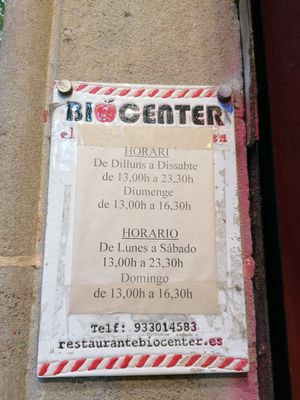 BIOCENTER
el
HORARI
De Dilluns a Dissabte
de 13,00h a 23,30h
Diumenge
de 13,00h a 16,30h
HORARIO
De Lunes a Sábado
13,00h a 23,30h
Domingo
de 13,00h a 16,30h
Telf: 933014583
restaurantebiocenter.es